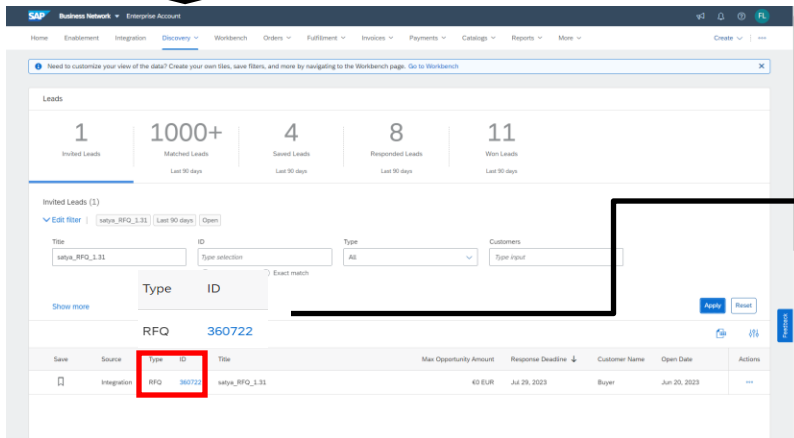 SAP Business Network Enterprise Account FL
Home Enablement Integration Discovery Workbench Orders Fulfillment Invoices Payments Catalogs Reports More Create
Need to customize your view of the data? Create your own tiles, save filters, and more by navigating to the Workbench page. Go to Workbench
Leads
1 1000+ 4 8 11
Invited Leads Matched Leads Saved Leads Responded Leads Won Leads
Last 90 days Last 90 days Last 90 days Last 90 days
Invited Leads (1)
Edit filter satya_RFQ_1.31 Last 90 days Open
Title ID Type Customers
satya_RFQ_1.31 Type selection All Type input
Exact match
Type ID
Show more Apply Reset
RFQ 360722
Feedback
Save Source Type ID Title Max Opportunity Amount Response Deadline Customer Name Open Date Actions
Integration RFQ 360722 satya_RFQ_1.31 €0 EUR Jul 29, 2023 Buyer Jun 20, 2023